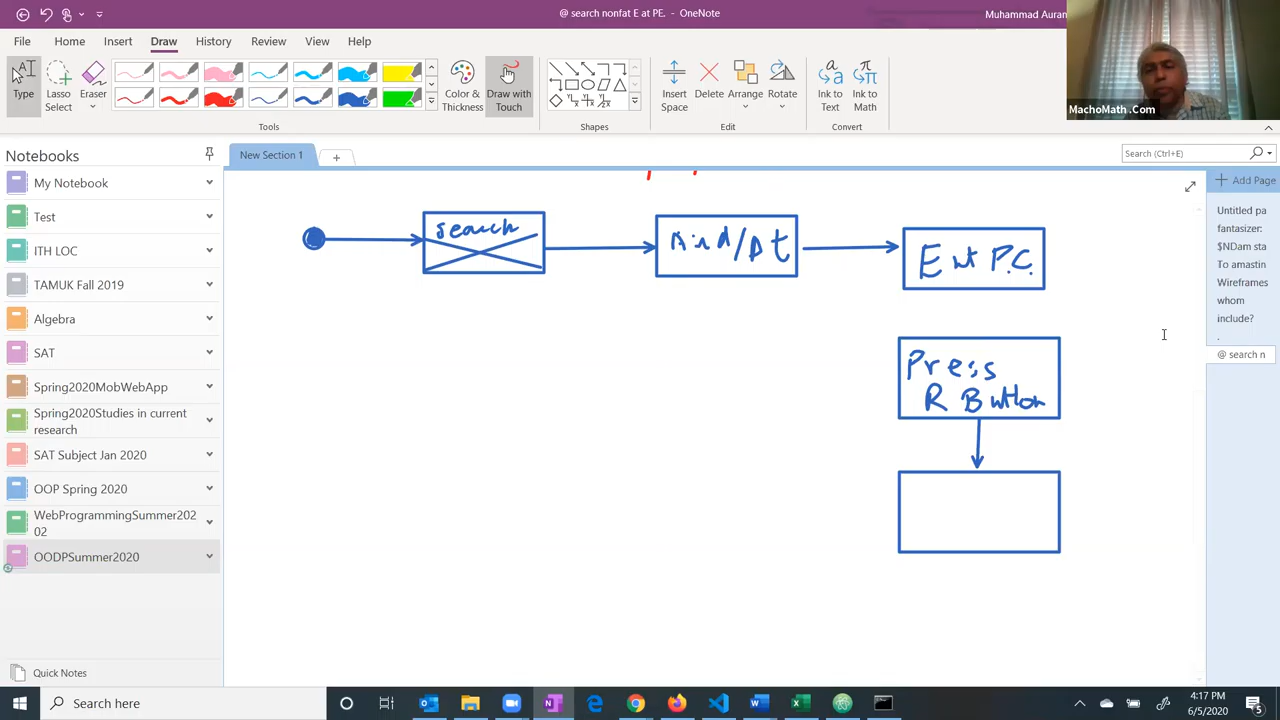 @ search nonfat E at PE. - OneNote
Muhammad Auran
File Home Insert Draw History Review View Help
Type
Lasso Select
Eraser
Color & Thickness
Draw with Touch
Insert Space
Delete
Arrange
Rotate
Ink to Text
Ink to Math
Tools
Shapes
Edit
Convert
MachoMath .Com
Notebooks
New Section 1
Search (Ctrl+E)
My Notebook
Test
ITH LOC
TAMUK Fall 2019
Algebra
SAT
Spring2020MobWebApp
Spring2020Studies in current
research
SAT Subject Jan 2020
OOP Spring 2020
WebProgrammingSummer202
02
OODPSummer2020
Quick Notes
search
Ent P.C.
Press
R Button
Add Page
Untitled pa
fantasizer:
$NDam sta
To amastin
Wireframes
whom
include?
.
@ search n
Search here
4:17 PM
6/5/2020
5